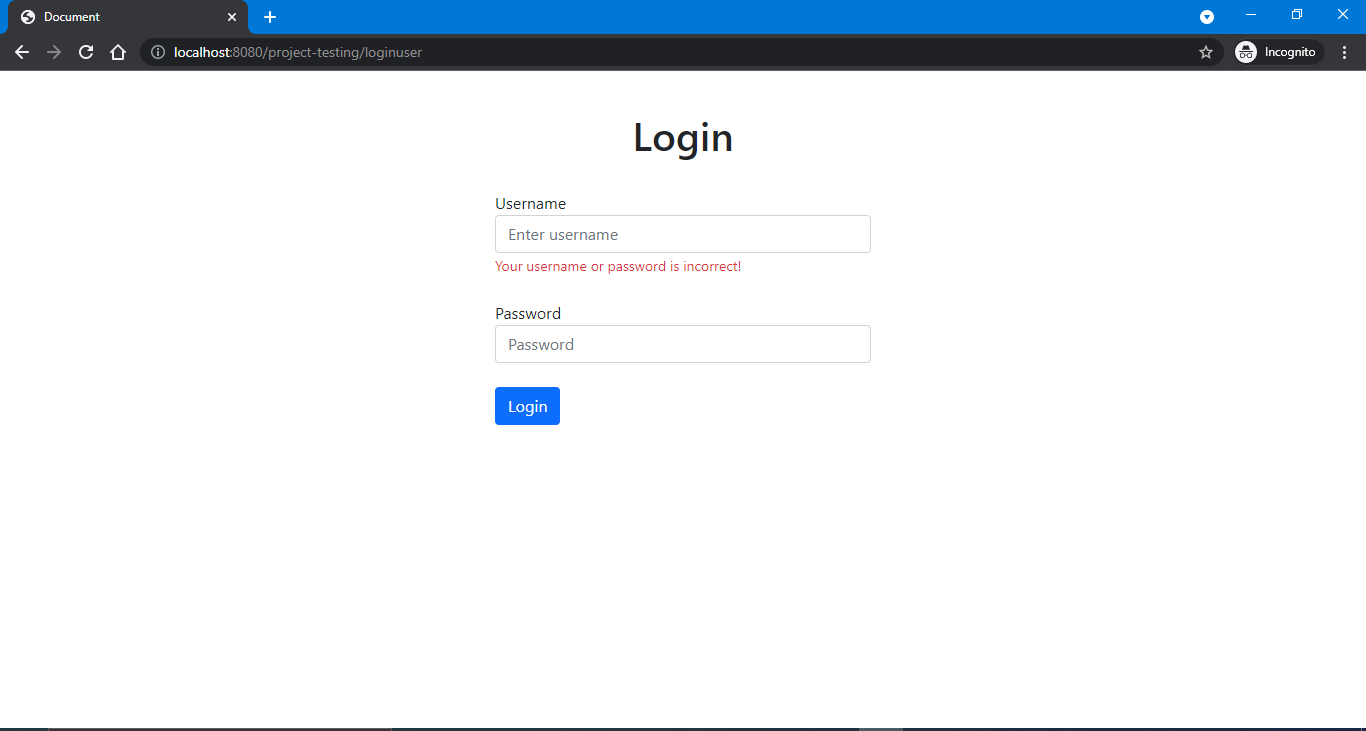 Document
localhost:8080/project-testing/loginuser
Incognito
Login
Username
Enter username
Your username or password is incorrect!
Password
Password
Login